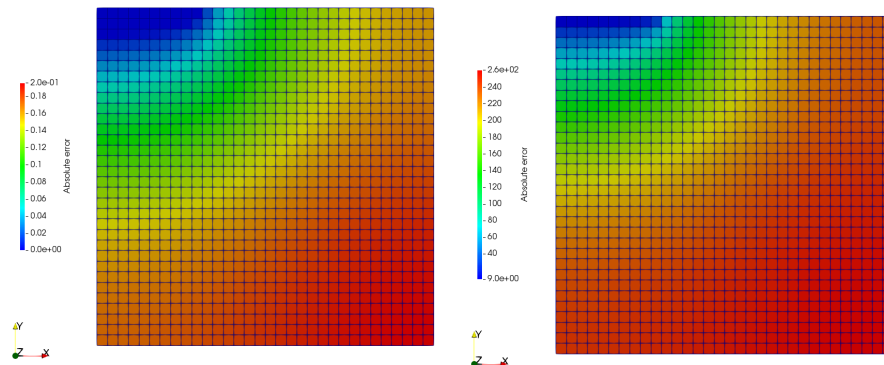 2.0e-01
0.18
0.16
0.14
0.12
0.1
0.08
0.06
0.04
0.02
0.0e+00
Absolute error
Y
Z
X
2.6e+02
240
220
200
180
160
140
120
100
80
60
40
9.0e+00
Absolute error
Y
Z
X